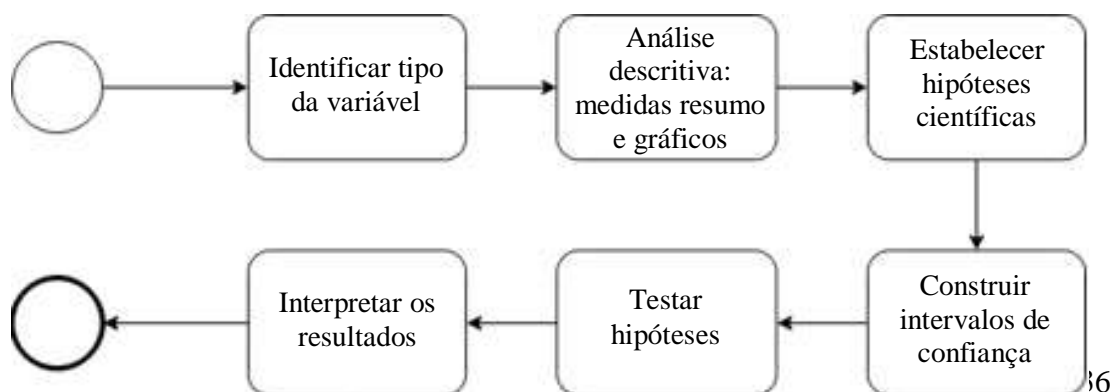 Identificar tipo
da variável
Análise
descritiva:
medidas resumo
e gráficos
Estabelecer
hipóteses
científicas
Construir
intervalos de
confiança
Testar
hipóteses
Interpretar os
resultados